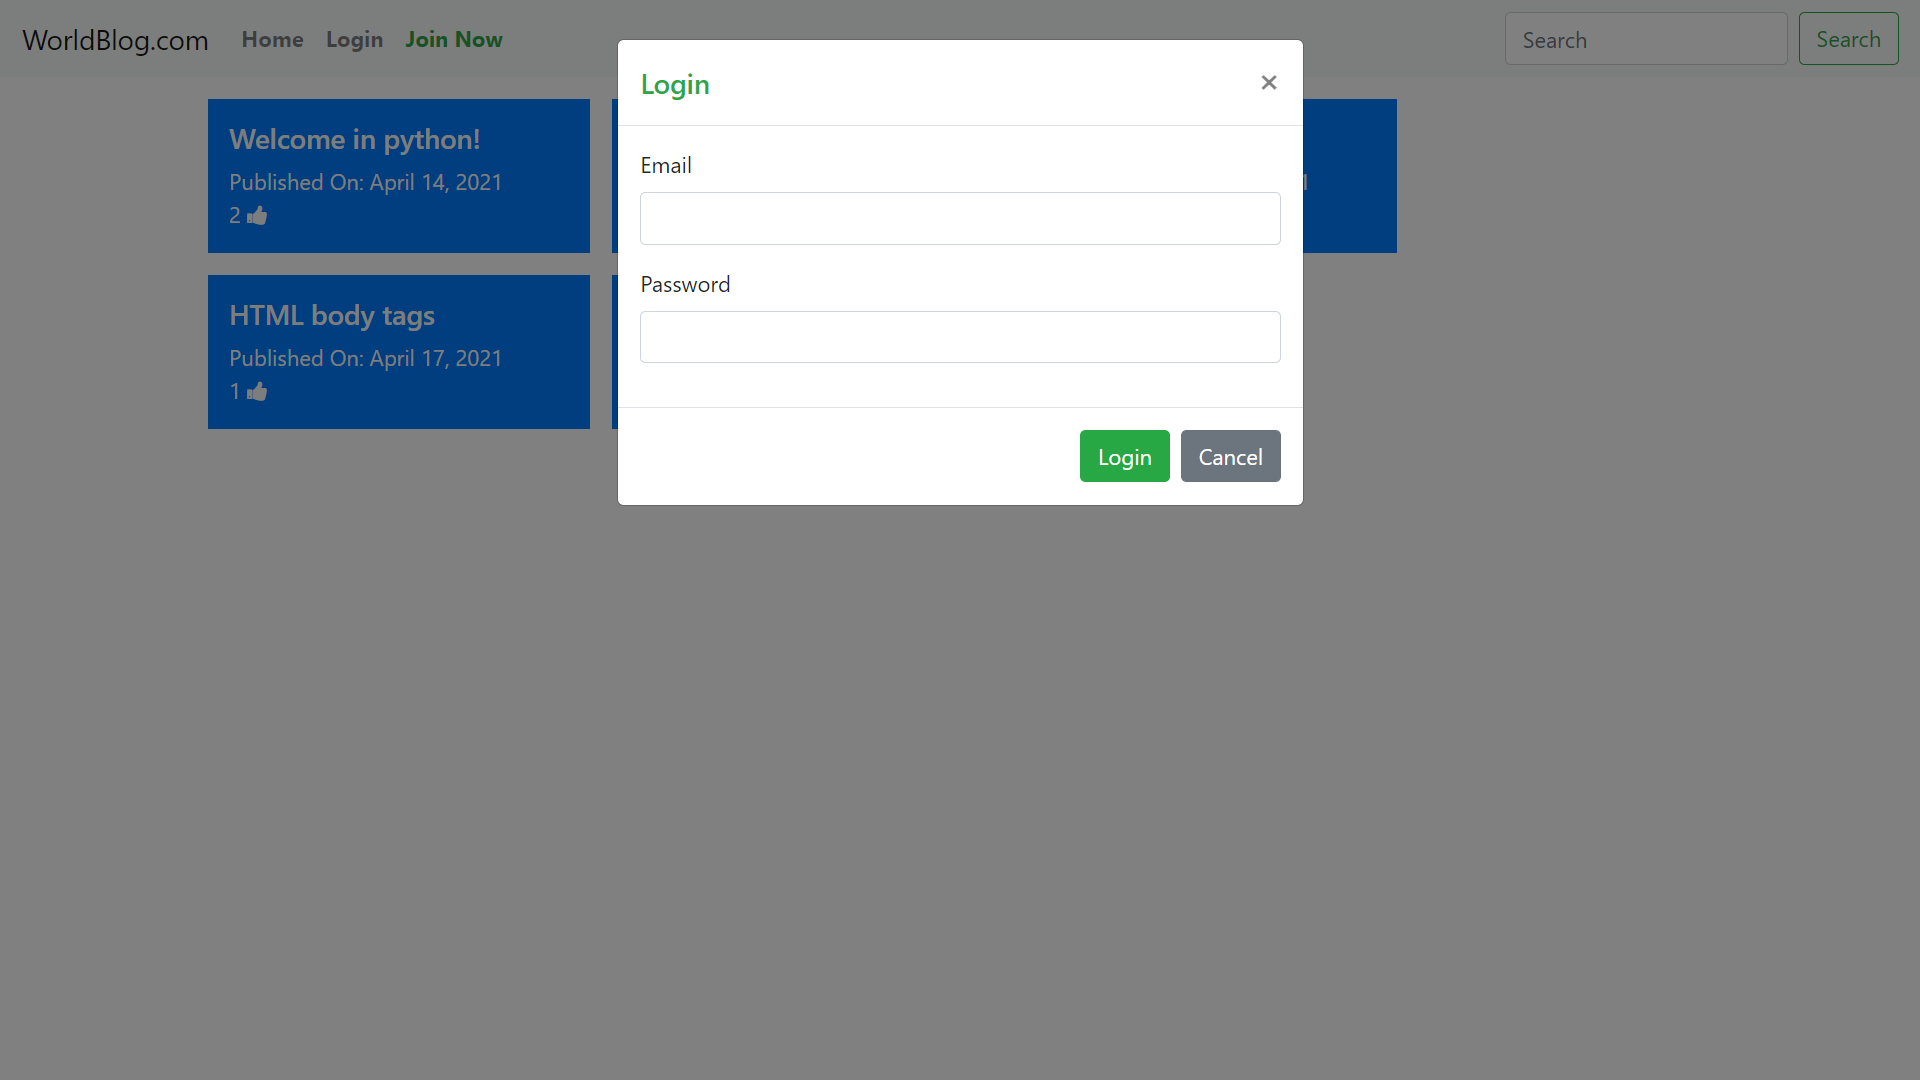 WorldBlog.com Home Login Join Now Search Search
Login ×
Email
Password
Login Cancel
Welcome in python!
Published On: April 14, 2021
2
HTML body tags
Published On: April 17, 2021
1